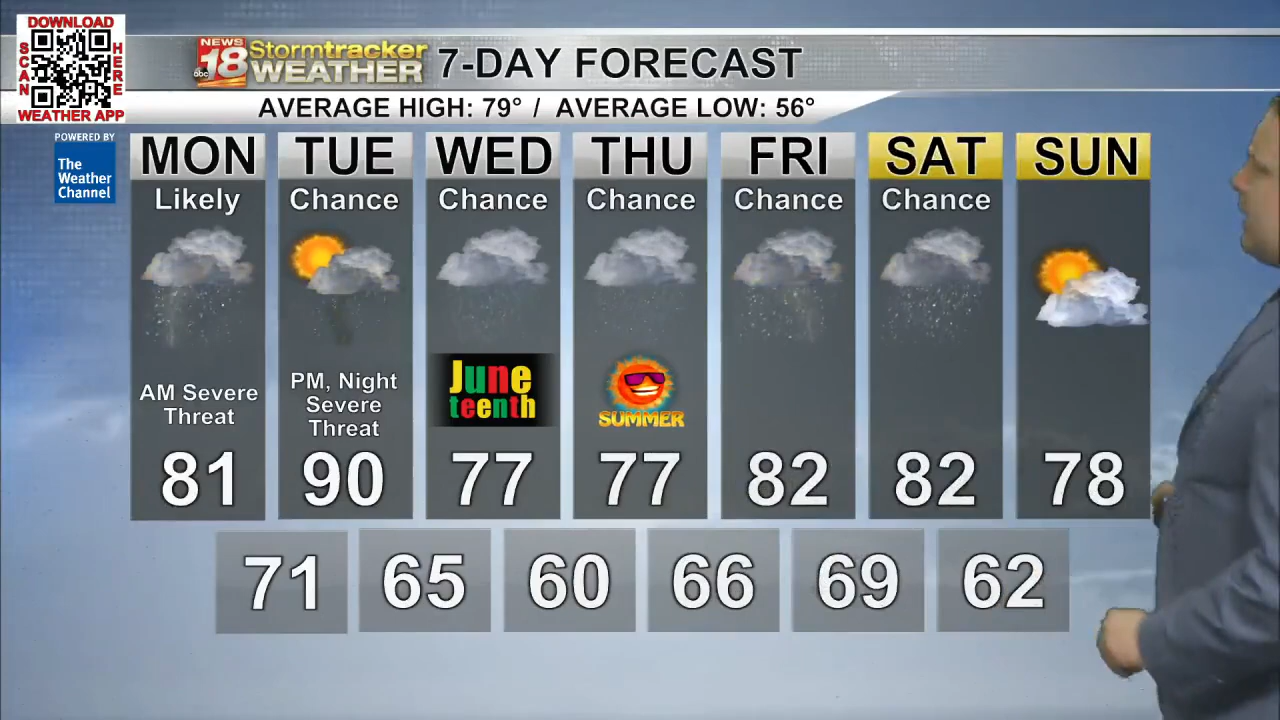 DOWNLOAD
SCAN
HERE
WEATHER APP
NEWS
abc 18
Stormtracker
WEATHER
7-DAY FORECAST
AVERAGE HIGH: 79° / AVERAGE LOW: 56°
POWERED BY
The
Weather
Channel
MON TUE WED THU FRI SAT SUN
Likely Chance Chance Chance Chance Chance
AM Severe
Threat
PM, Night
Severe
Threat
June
teenth
SUMMER
81 90 77 77 82 82 78
71 65 60 66 69 62